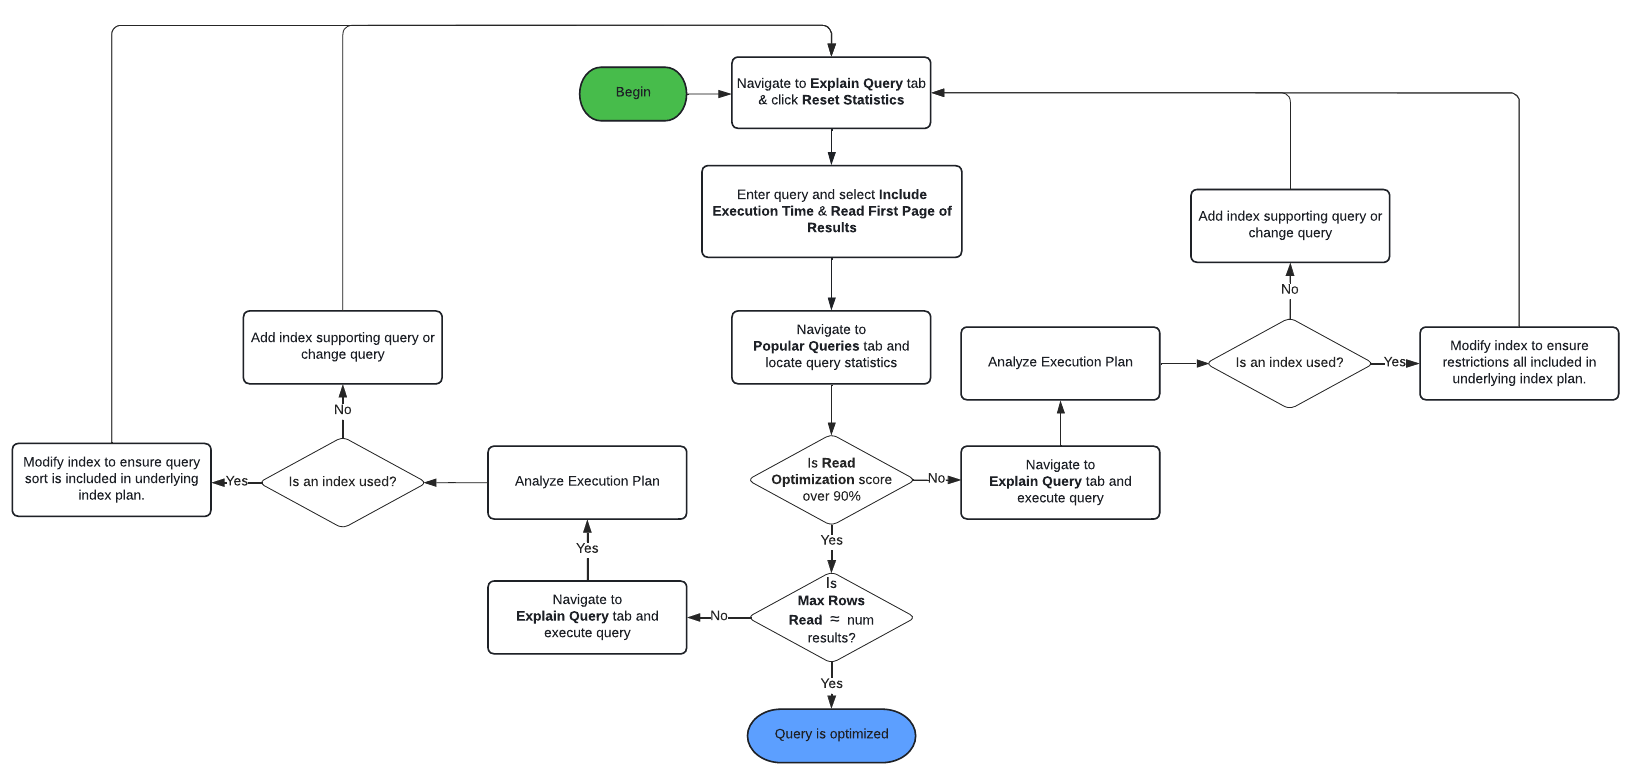 Begin
Navigate to Explain Query tab
& click Reset Statistics
Enter query and select Include
Execution Time & Read First Page of
Results
Navigate to
Popular Queries tab and
locate query statistics
Is Read
Optimization score
over 90%
No
Navigate to
Explain Query tab and
execute query
Analyze Execution Plan
Is an index used?
No
Add index supporting query or
change query
Yes
Modify index to ensure
restrictions all included in
underlying index plan.
Yes
Is
Max Rows
Read ≈ num
results?
No
Navigate to
Explain Query tab and
execute query
Yes
Analyze Execution Plan
Is an index used?
No
Add index supporting query or
change query
Yes
Modify index to ensure query
sort is included in underlying
index plan.
Yes
Query is optimized